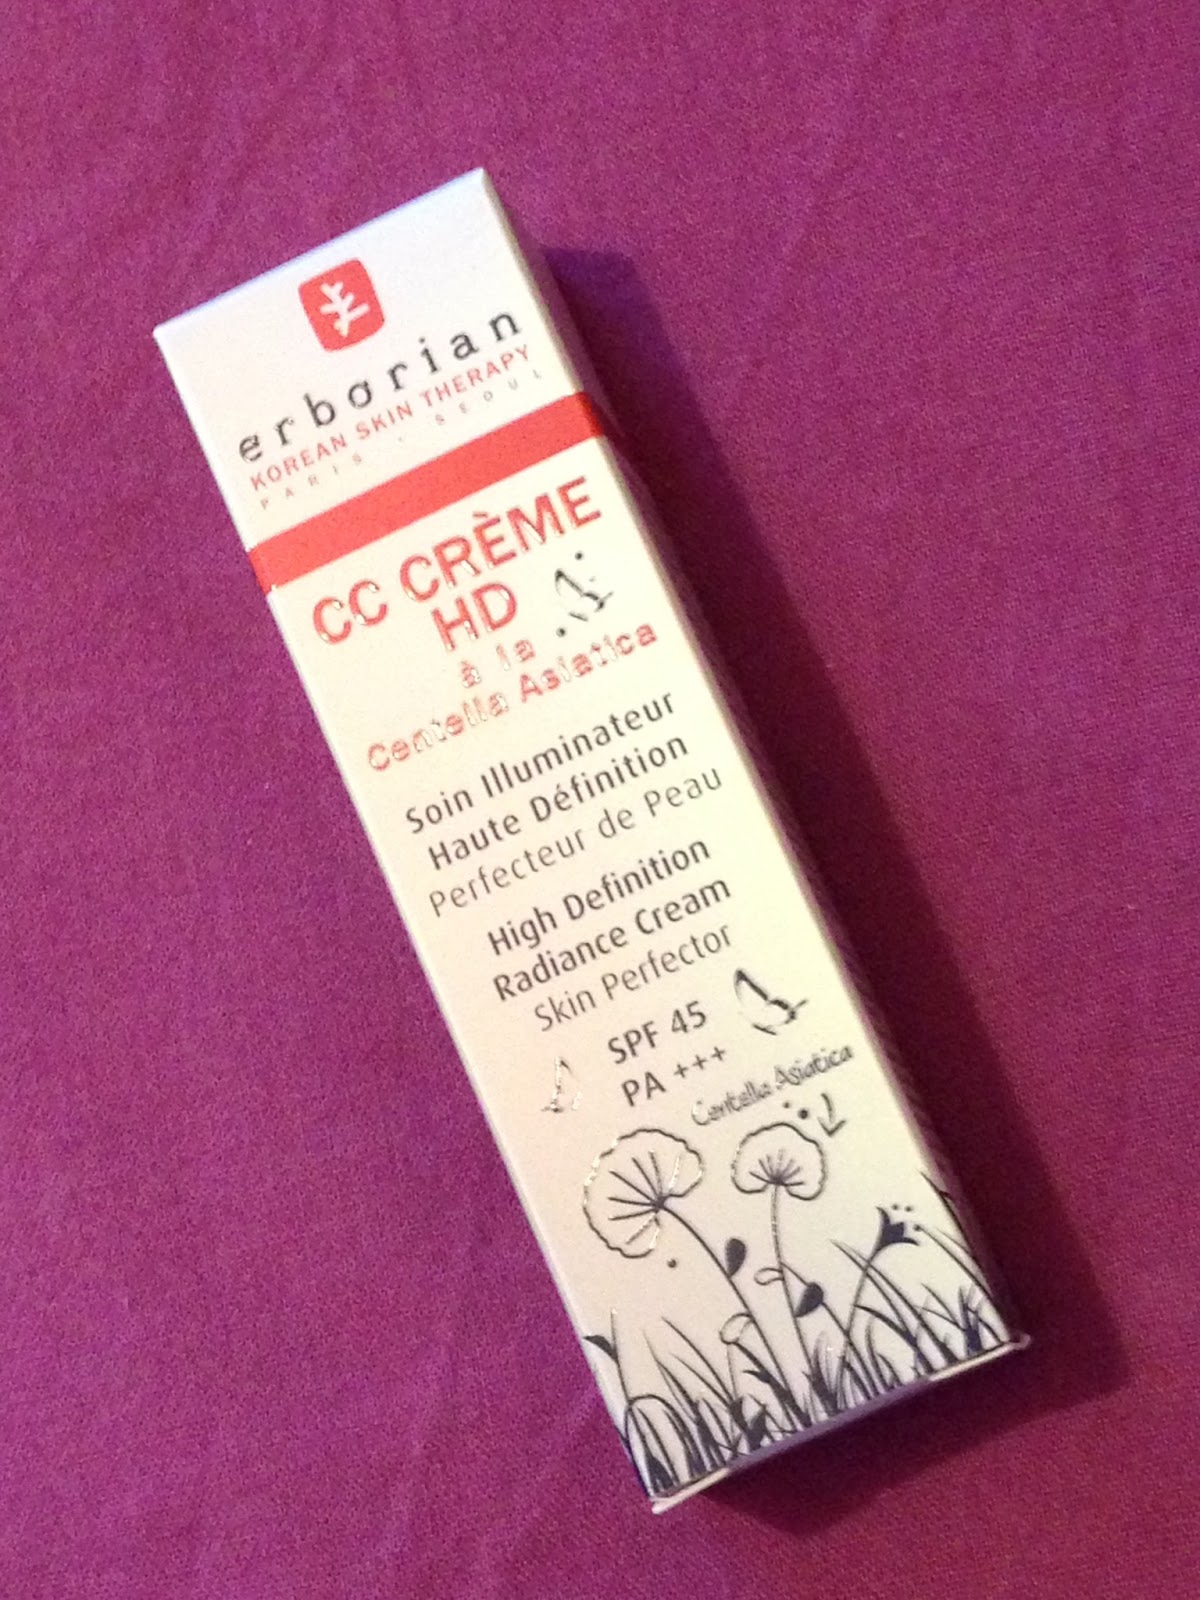 erborian
KOREAN SKIN THERAPY
PARIS • SEOUL
CC CRÈME
HD
à la
Centella Asiatica
Soin Illuminateur
Haute Définition
Perfecteur de Peau
High Definition
Radiance Cream
Skin Perfector
SPF 45
PA +++
Centella Asiatica